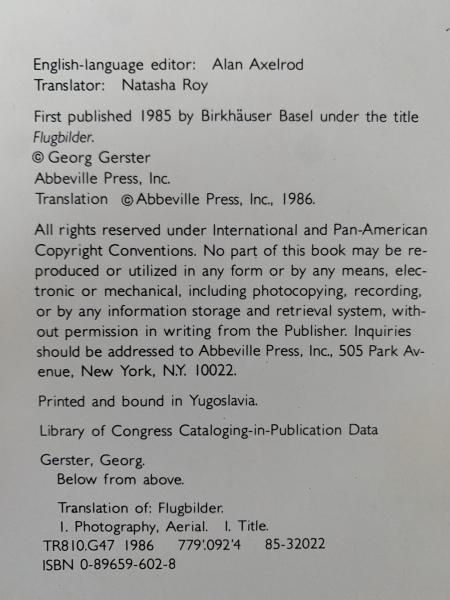 English-language editor: Alan Axelrod
Translator: Natasha Roy
First published 1985 by Birkhäuser Basel under the title
Flugbilder.
© Georg Gerster
Abbeville Press, Inc.
Translation © Abbeville Press, Inc., 1986.
All rights reserved under International and Pan-American
Copyright Conventions. No part of this book may be re-
produced or utilized in any form or by any means, elec-
tronic or mechanical, including photocopying, recording,
or by any information storage and retrieval system, with-
out permission in writing from the Publisher. Inquiries
should be addressed to Abbeville Press, Inc., 505 Park Av-
enue, New York, N.Y. 10022.
Printed and bound in Yugoslavia.
Library of Congress Cataloging-in-Publication Data
Gerster, Georg.
Below from above.
Translation of: Flugbilder.
1. Photography, Aerial. I. Title.
TR810.G47 1986 779'.092'4 85-32022
ISBN 0-89659-602-8